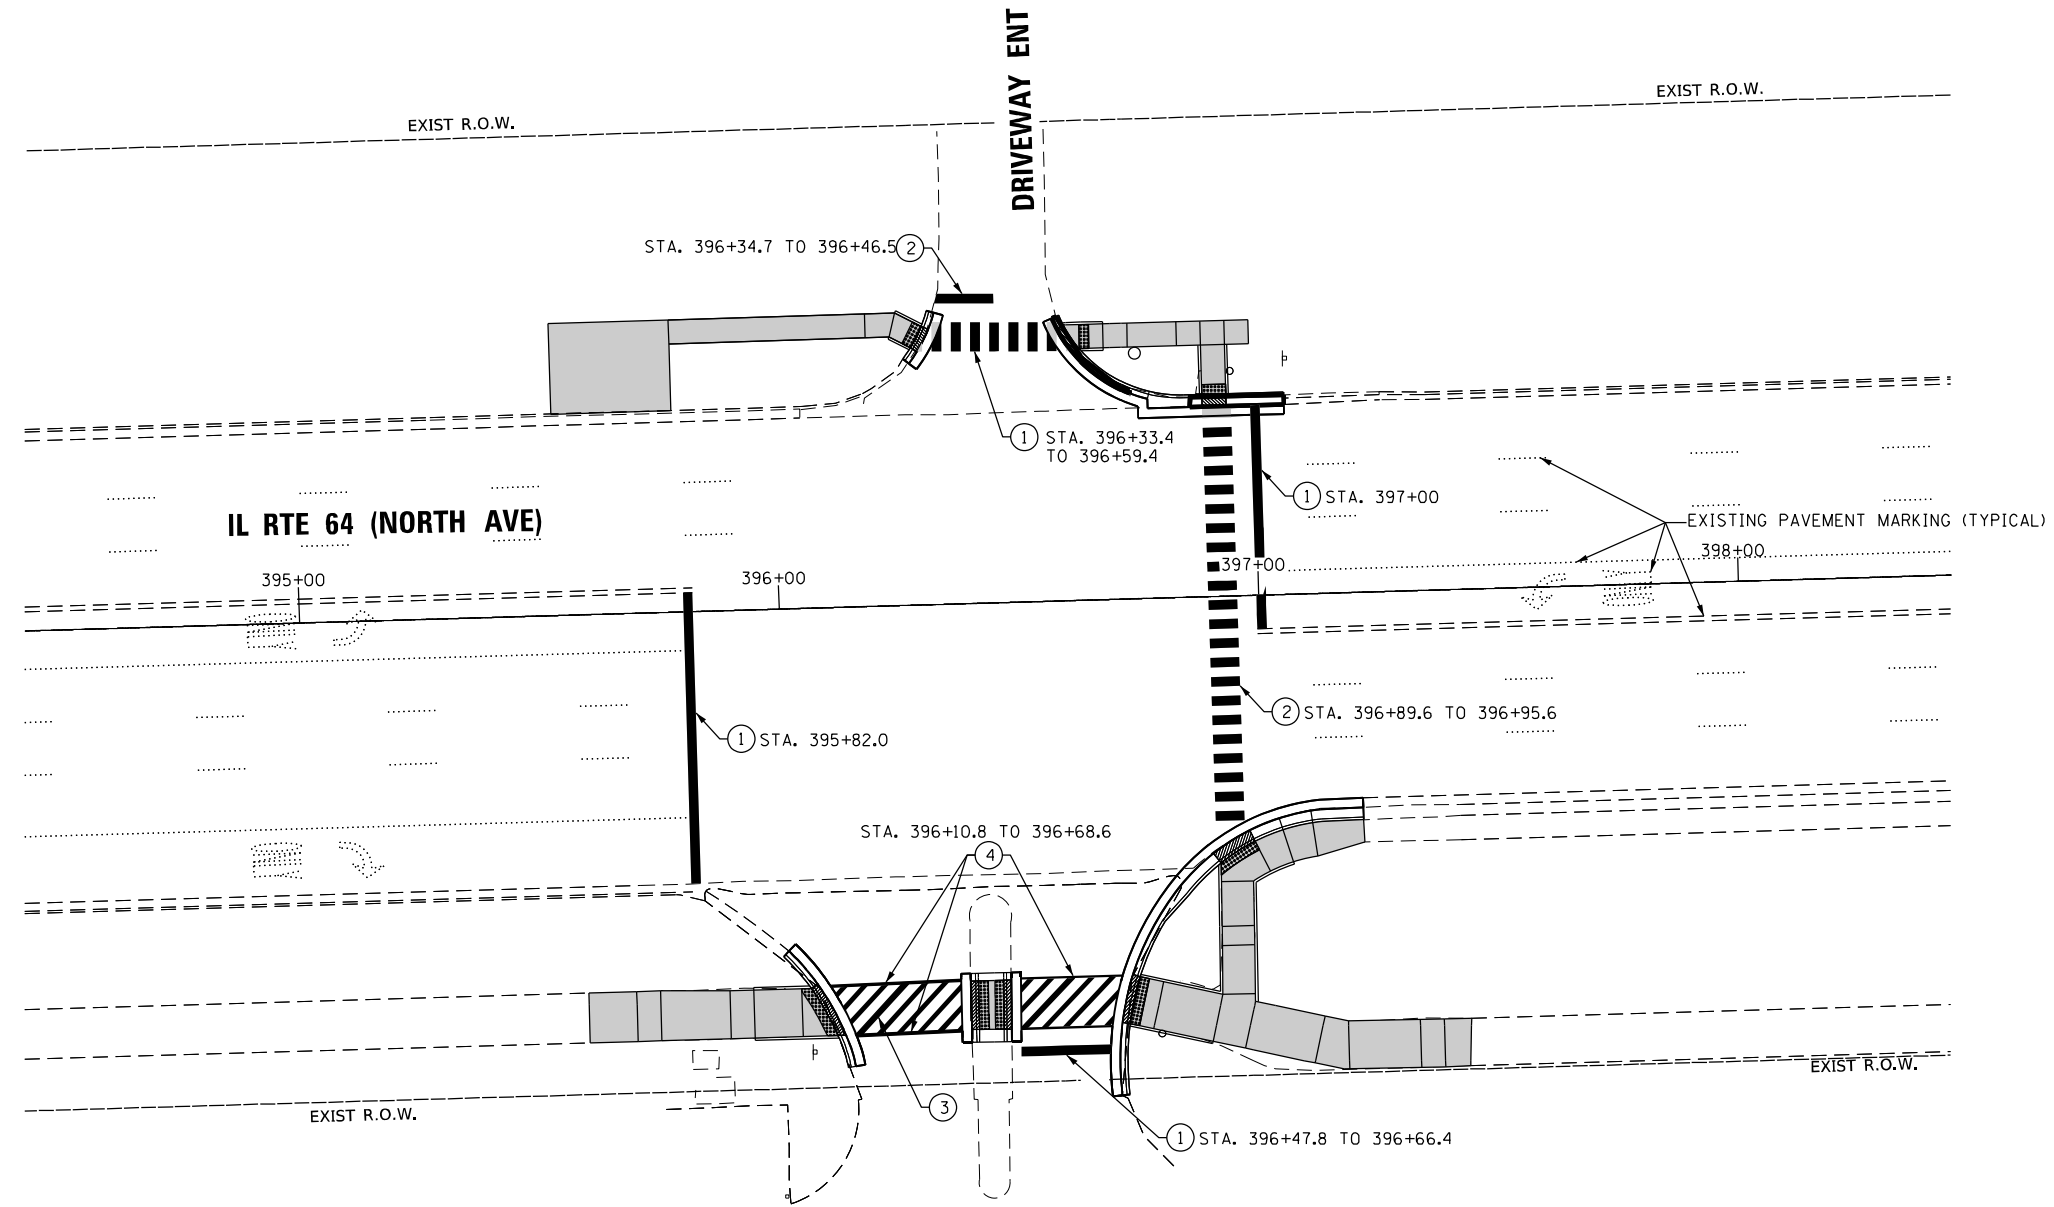 DRIVEWAY ENT
EXIST R.O.W.
EXIST R.O.W.
STA. 396+34.7 TO 396+46.5 2
1 STA. 396+33.4
TO 396+59.4
1 STA. 397+00
IL RTE 64 (NORTH AVE)
EXISTING PAVEMENT MARKING (TYPICAL)
395+00
396+00
397+00
398+00
2 STA. 396+89.6 TO 396+95.6
1 STA. 395+82.0
STA. 396+10.8 TO 396+68.6
4
3
EXIST R.O.W.
EXIST R.O.W.
1 STA. 396+47.8 TO 396+66.4